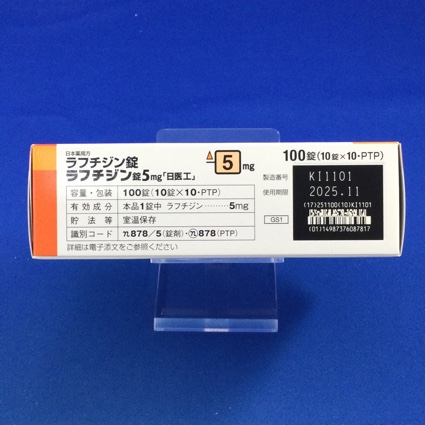 日本薬局方
ラフチジン錠
ラフチジン錠5mg「日医工」
5mg
100錠(10錠×10・PTP)
容量・包装 100錠(10錠×10・PTP)
有効成分 本品1錠中 ラフチジン………5mg
貯法等 室温保存
識別コード n878/5(錠剤)・n878(PTP)
詳細は電子添文をご参照ください
製造番号 KI1101
使用期限 2025.11
(17)251100(10)KI1101
GS1
(01)14987376087817